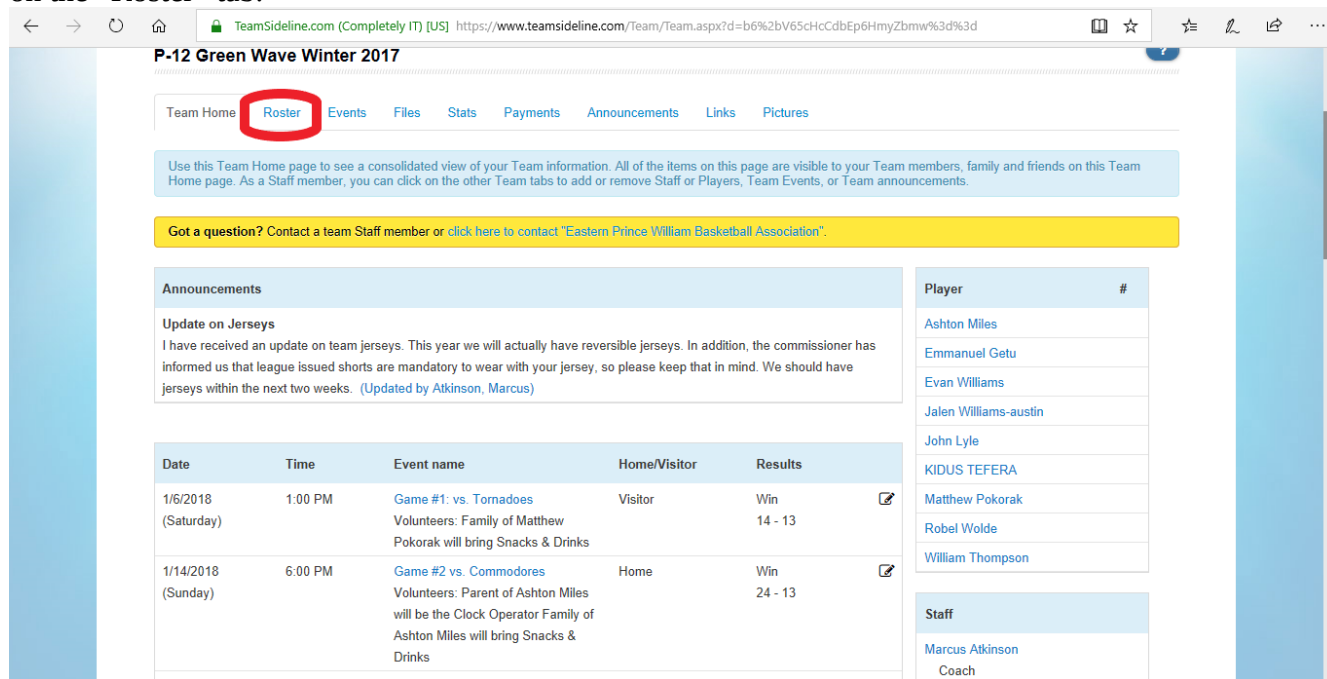 TeamSideline.com (Completely IT) [US] https://www.teamsideline.com/Team/Team.aspx?d=b6%2bV65cHcCdbEp6HmyZbmw%3d%3d
P-12 Green Wave Winter 2017
?
Team Home Roster Events Files Stats Payments Announcements Links Pictures
Use this Team Home page to see a consolidated view of your Team information. All of the items on this page are visible to your Team members, family and friends on this Team
Home page. As a Staff member, you can click on the other Team tabs to add or remove Staff or Players, Team Events, or Team announcements.
Got a question? Contact a team Staff member or click here to contact "Eastern Prince William Basketball Association".
Announcements
Update on Jerseys
I have received an update on team jerseys. This year we will actually have reversible jerseys. In addition, the commissioner has
informed us that league issued shorts are mandatory to wear with your jersey, so please keep that in mind. We should have
jerseys within the next two weeks. (Updated by Atkinson, Marcus)
Date Time Event name Home/Visitor Results
1/6/2018 1:00 PM Game #1: vs. Tornadoes Visitor Win
(Saturday) Volunteers: Family of Matthew 14 - 13
Pokorak will bring Snacks & Drinks
1/14/2018 6:00 PM Game #2 vs. Commodores Home Win
(Sunday) Volunteers: Parent of Ashton Miles 24 - 13
will be the Clock Operator Family of
Ashton Miles will bring Snacks &
Drinks
Player #
Ashton Miles
Emmanuel Getu
Evan Williams
Jalen Williams-austin
John Lyle
KIDUS TEFERA
Matthew Pokorak
Robel Wolde
William Thompson
Staff
Marcus Atkinson
Coach